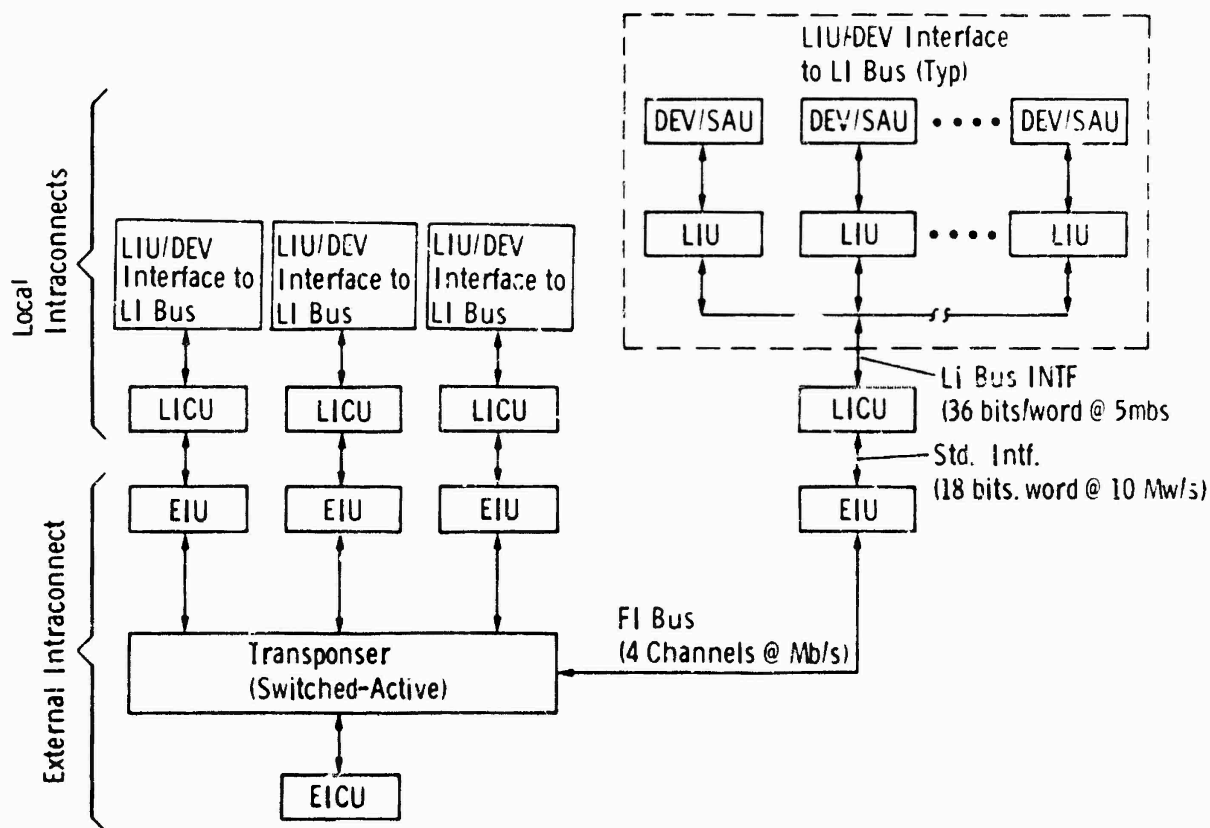 LIU/DEV Interface
to LI Bus (Typ)
DEV/SAU
DEV/SAU
DEV/SAU
LIU
LIU
LIU
Local
Intraconnects
LIU/DEV
Interface to
LI Bus
LIU/DEV
Interface to
LI Bus
LIU/DEV
Interface to
LI Bus
Li Bus INTF
(36 bits/word @ 5mbs
LICU
LICU
LICU
LICU
Std. Intf.
(18 bits. word @ 10 Mw/s)
EIU
EIU
EIU
EIU
External Intraconnect
FI Bus
(4 Channels @ Mb/s)
Transponser
(Switched-Active)
EICU